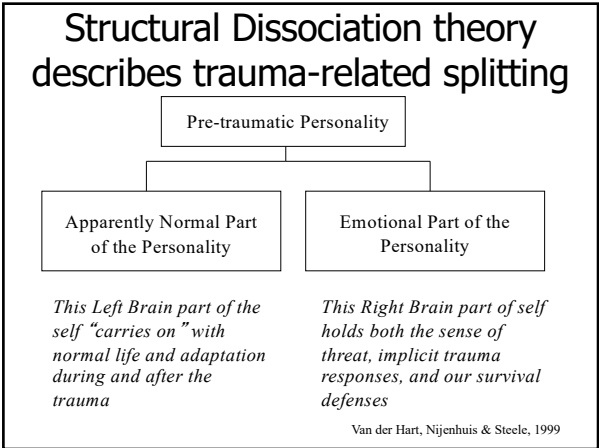 Structural Dissociation theory
describes trauma-related splitting
Pre-traumatic Personality
Apparently Normal Part
of the Personality
Emotional Part of the
Personality
This Left Brain part of the
self “carries on” with
normal life and adaptation
during and after the
trauma
This Right Brain part of self
holds both the sense of
threat, implicit trauma
responses, and our survival
defenses
Van der Hart, Nijenhuis & Steele, 1999